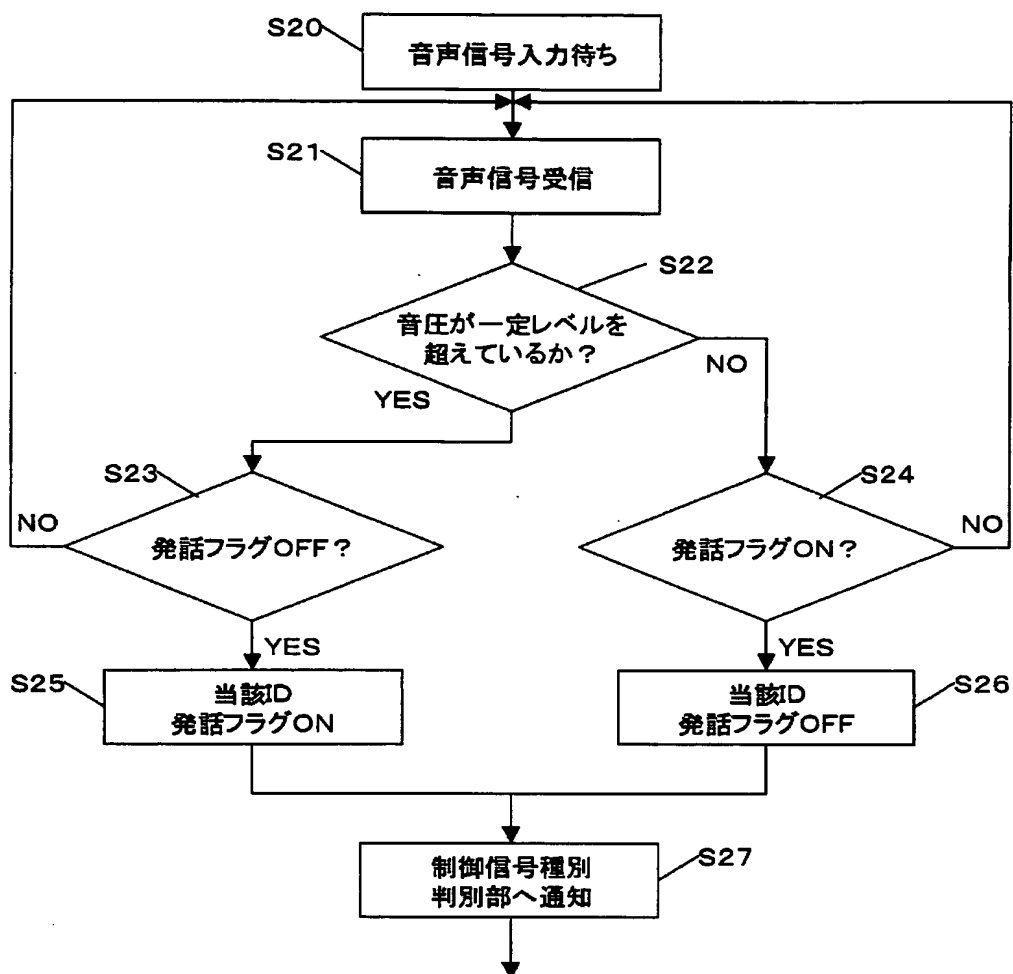 S20
音声信号入力待ち
S21
音声信号受信
S22
音圧が一定レベルを
超えているか？
YES
NO
S23
発話フラグOFF？
NO
YES
S24
発話フラグON？
NO
YES
S25
当該ID
発話フラグON
S26
当該ID
発話フラグOFF
S27
制御信号種別
判別部へ通知